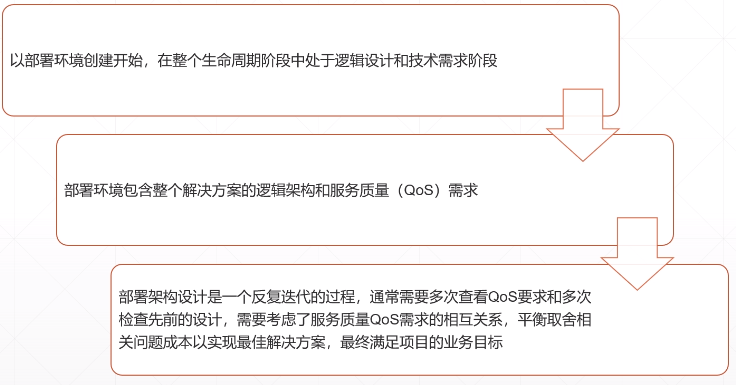 以部署环境创建开始，在整个生命周期阶段中处于逻辑设计和技术需求阶段
部署环境包含整个解决方案的逻辑架构和服务质量（QoS）需求
部署架构设计是一个反复迭代的过程，通常需要多次查看QoS要求和多次
检查先前的设计，需要考虑了服务质量QoS需求的相互关系，平衡取舍相
关问题成本以实现最佳解决方案，最终满足项目的业务目标